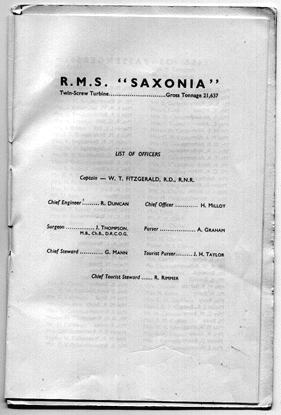 R.M.S. "SAXONIA"
Twin-Screw Turbine..............................Gross Tonnage 21,637
LIST OF OFFICERS
Captain — W. T. FITZGERALD, R.D., R.N.R.
Chief Engineer ........ R. DUNCAN Chief Officer ............ H. MILLOY
Surgeon ............... J. THOMPSON, Purser .................... A. GRAHAM
M.B., Ch.B., D.R.C.O.G.
Chief Steward ............ G. MANN Tourist Purser......... J. H. TAYLOR
Chief Tourist Steward ...... R. RIMMER